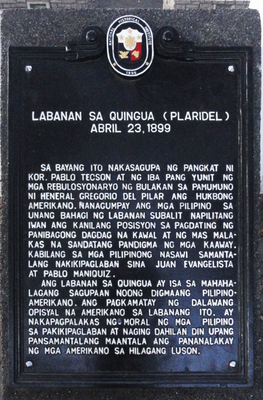 LABANAN SA QUINGUA (PLARIDEL)
ABRIL 23, 1899
SA BAYANG ITO NAKASAGUPA NG PANGKAT NI
KOR. PABLO TECSON AT NG IBA PANG YUNIT NG
MGA REBOLUSYONARYO NG BULAKAN SA PAMUMUNO
NI HENERAL GREGORIO DEL PILAR ANG HUKBONG
AMERIKANO. NANAGUMPAY ANG MGA PILIPINO SA
UNANG BAHAGI NG LABANAN SUBALIT NAPILITANG
IWAN ANG KANILANG POSISYON SA PAGDATING NG
PANIBAGONG DAGDAG NA KAWAL AT NG MAS MALA-
KAS NA SANDATANG PANDIGMA NG MGA KAAWAY.
KABILANG SA MGA PILIPINONG NASAWI SAMANTA-
LANG NAKIKIPAGLABAN SINA JUAN EVANGELISTA
AT PABLO MANIQUIZ.
ANG LABANAN SA QUINGUA AY ISA SA MAHAHA-
LAGANG SAGUPAAN NOONG DIGMAANG PILIPINO-
AMERIKANO. ANG PAGKAMATAY NG DALAWANG
OPISYAL NA AMERIKANO SA LABANANG ITO. AY
NAKAPAGPALAKAS NG MORAL NG MGA PILIPINO
SA PAKIKIPAGLABAN AT NAGING DAHILAN DIN UPANG
PANSAMANTALANG MAANTALA ANG PANANALAKAY
NG MGA AMERIKANO SA HILAGANG LUSON.